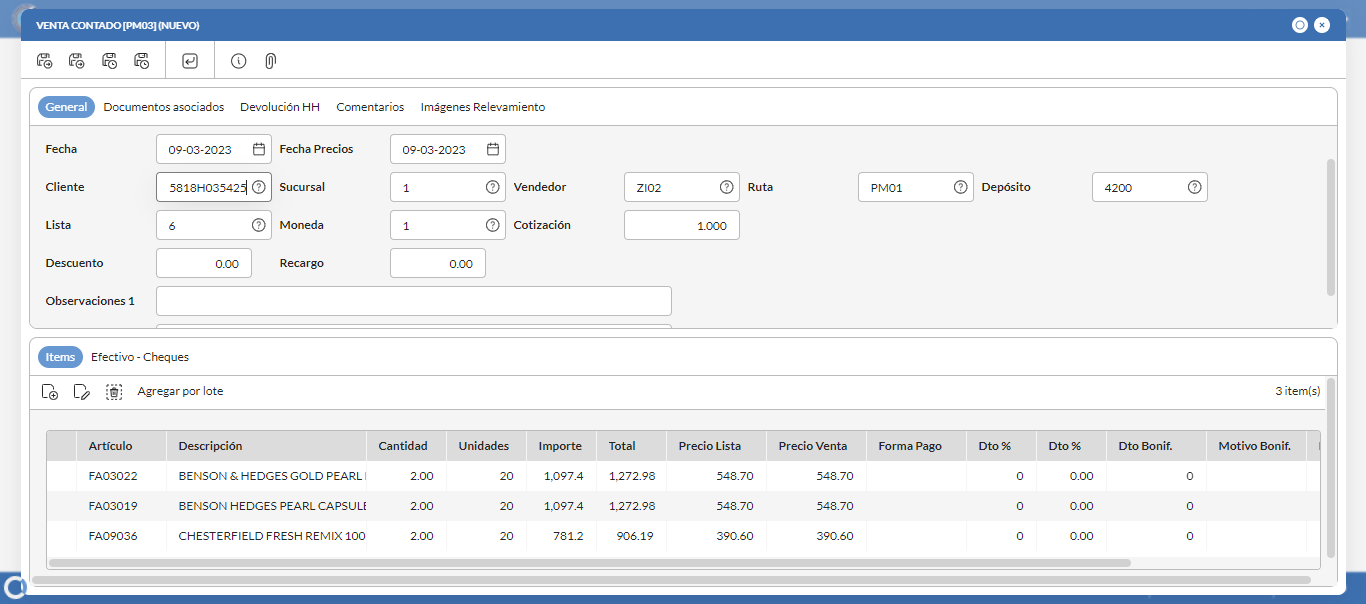 VENTA CONTADO [PM03] (NUEVO)
General Documentos asociados Devolución HH Comentarios Imágenes Relevamiento
Fecha 09-03-2023 Fecha Precios 09-03-2023
Cliente 5818H035425 Sucursal 1 Vendedor ZI02 Ruta PM01 Depósito 4200
Lista 6 Moneda 1 Cotización 1.000
Descuento 0.00 Recargo 0.00
Observaciones 1
Items Efectivo - Cheques
Agregar por lote 3 item(s)
Artículo Descripción Cantidad Unidades Importe Total Precio Lista Precio Venta Forma Pago Dto % Dto % Dto Bonif. Motivo Bonif.
FA03022 BENSON & HEDGES GOLD PEARL 2.00 20 1,097.4 1,272.98 548.70 548.70 0 0.00 0
FA03019 BENSON HEDGES PEARL CAPSULE 2.00 20 1,097.4 1,272.98 548.70 548.70 0 0.00 0
FA09036 CHESTERFIELD FRESH REMIX 100 2.00 20 781.2 906.19 390.60 390.60 0 0.00 0